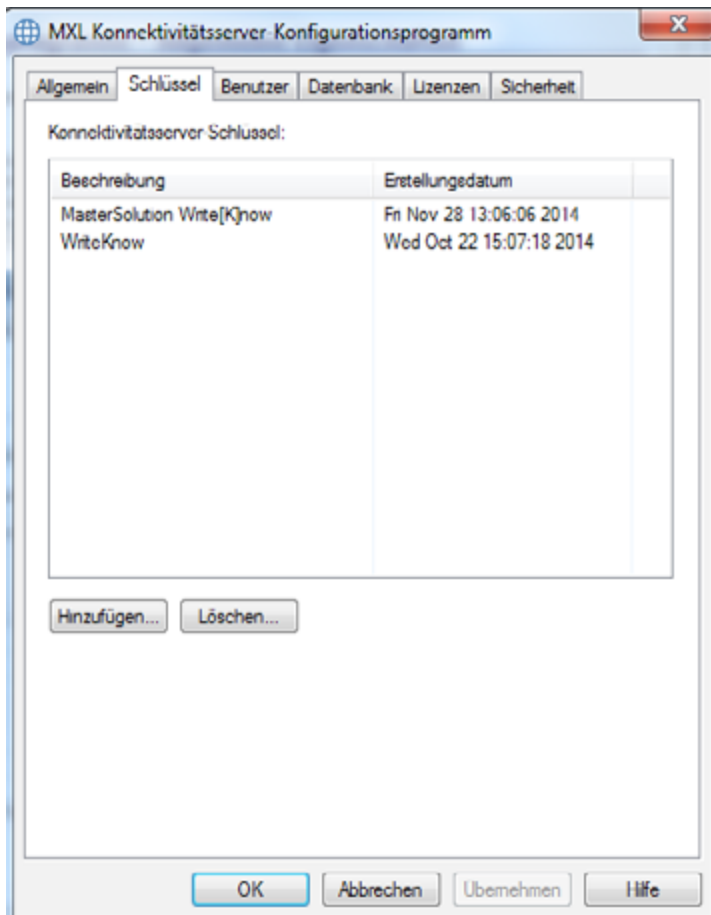 MXL Konnektivitätsserver-Konfigurationsprogramm
Allgemein Schlüssel Benutzer Datenbank Lizenzen Sicherheit
Konnektivitätsserver-Schlüssel:
Beschreibung Erstellungsdatum
MasterSolution Write[K]now Fri Nov 28 13:06:06 2014
WriteKnow Wed Oct 22 15:07:18 2014
Hinzufügen... Löschen...
OK Abbrechen Übernehmen Hilfe